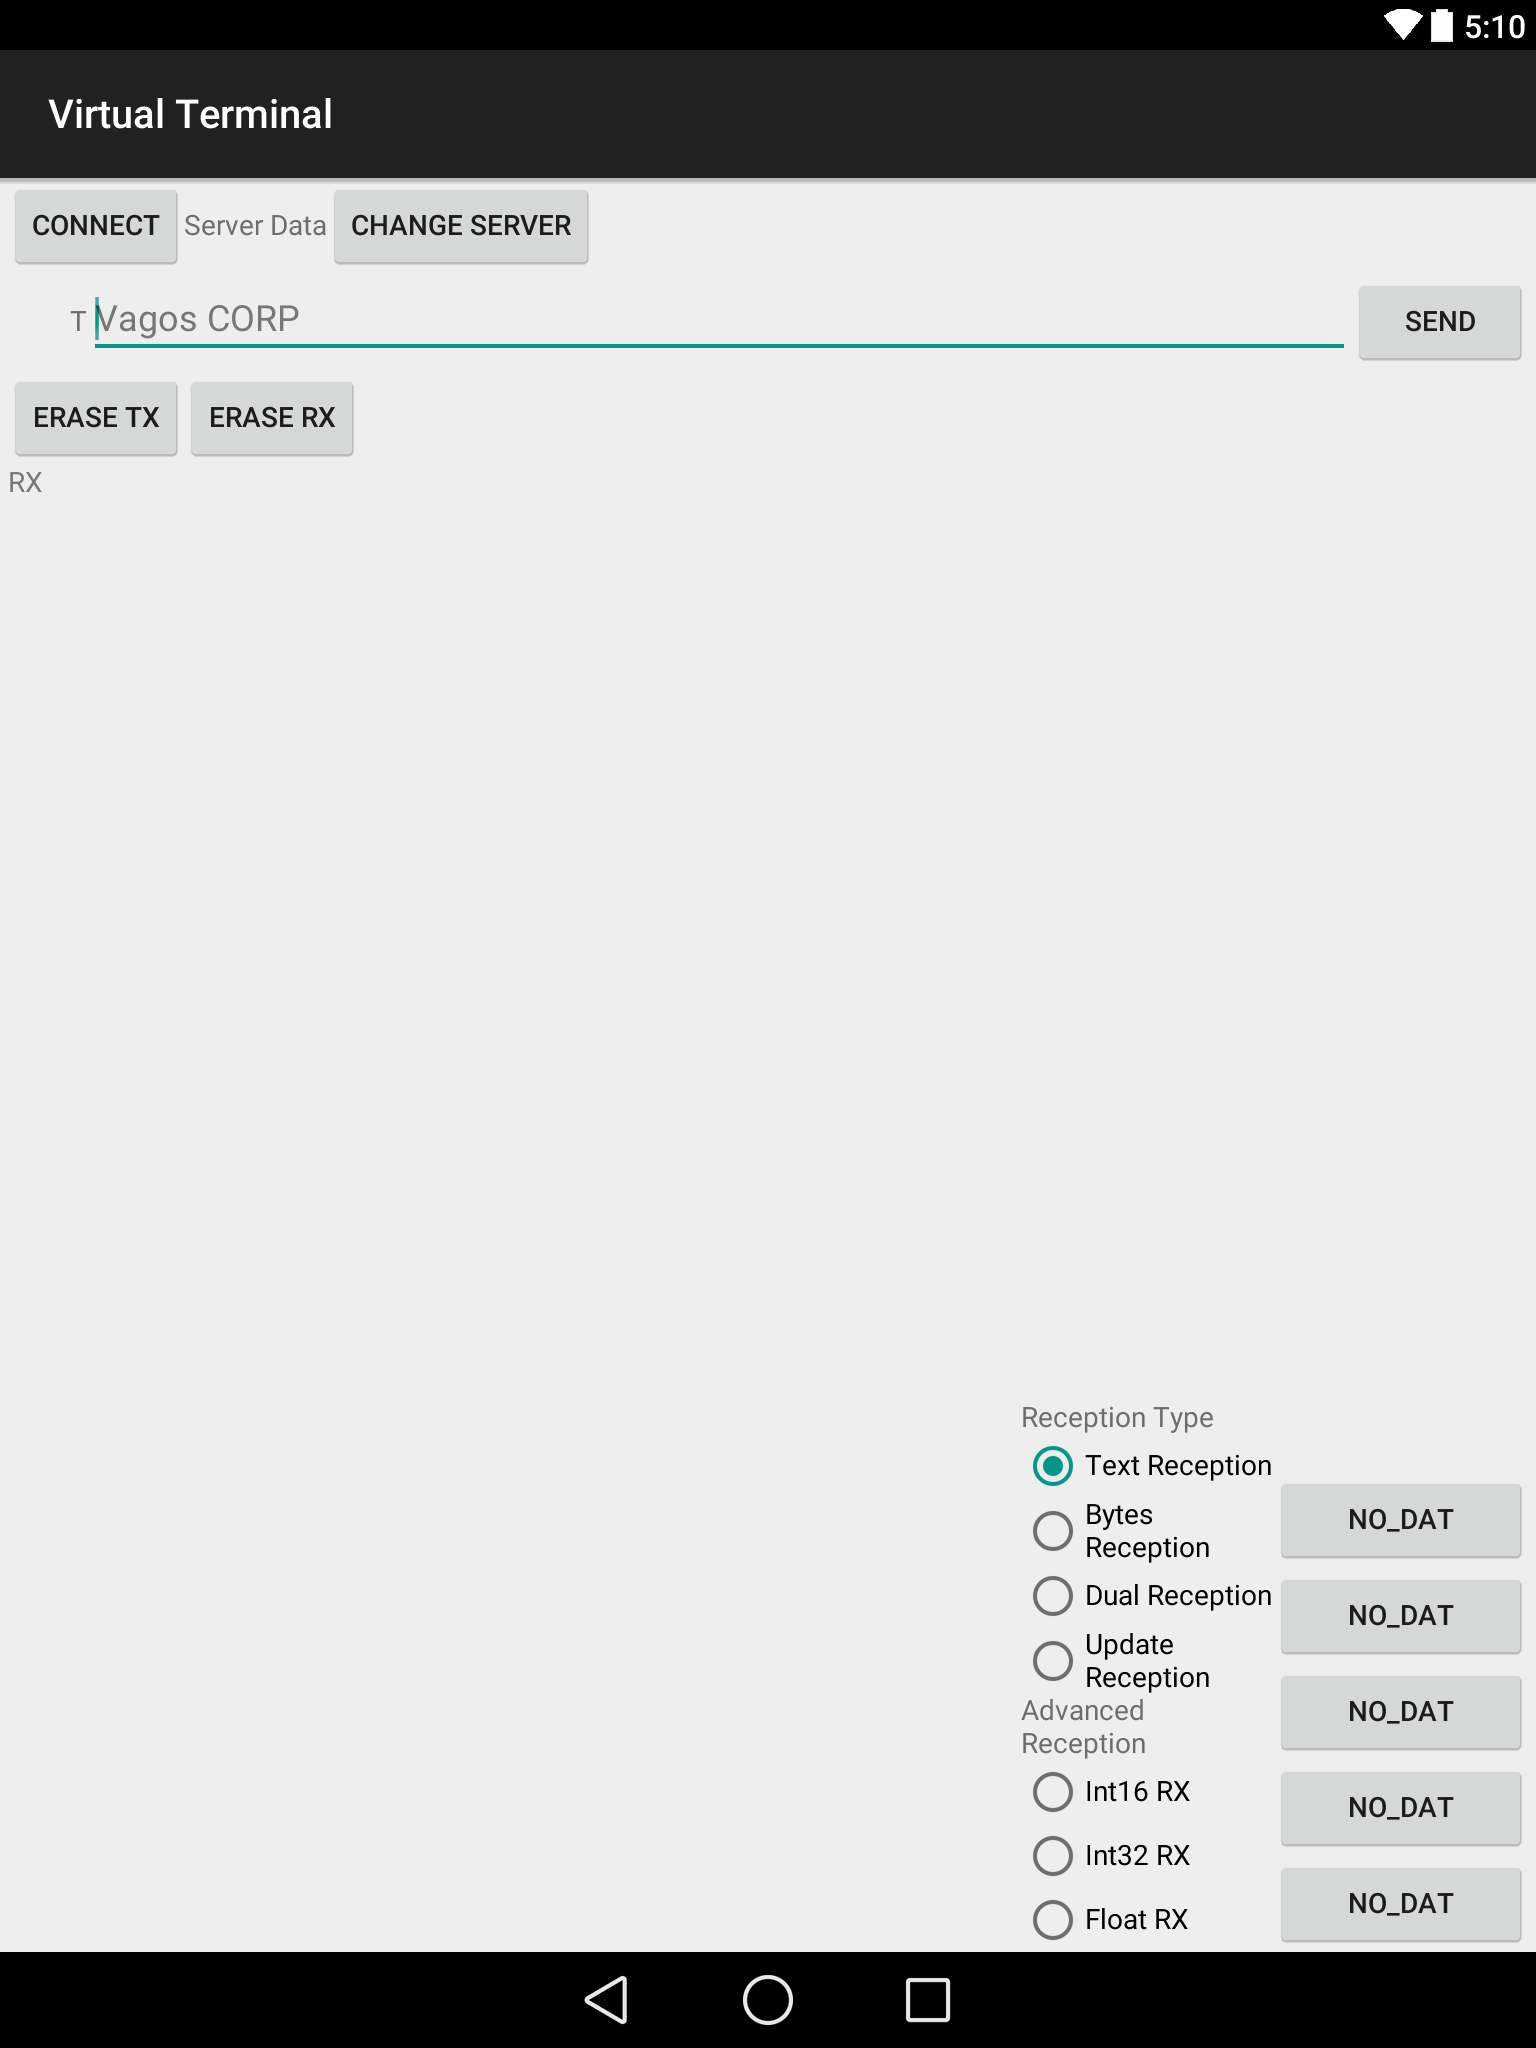 5:10
Virtual Terminal
CONNECT Server Data CHANGE SERVER
T Vagos CORP SEND
ERASE TX ERASE RX
RX
Reception Type
Text Reception
Bytes
Reception
NO_DAT
Dual Reception
NO_DAT
Update
Reception
Advanced
Reception
NO_DAT
Int16 RX
NO_DAT
Int32 RX
Float RX
NO_DAT